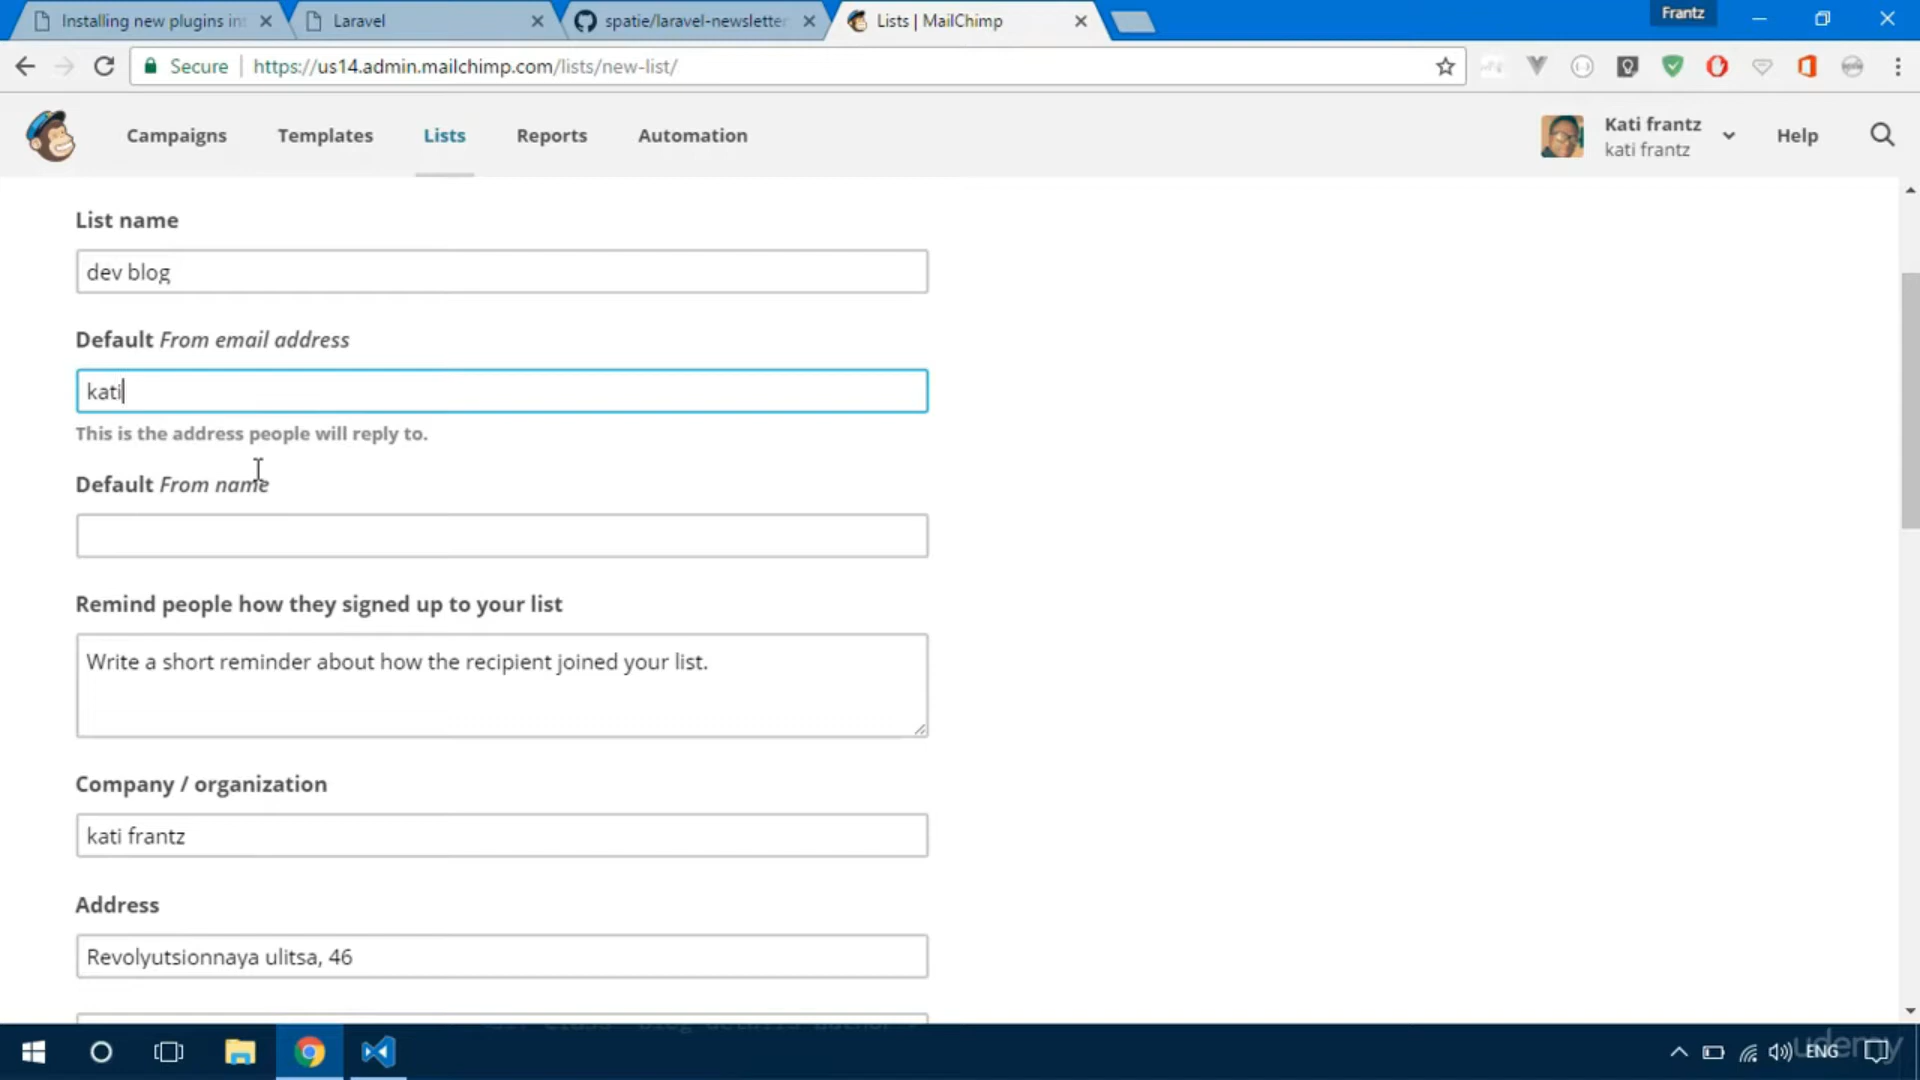 Installing new plugins int
Laravel
spatie/laravel-newsletter
Lists | MailChimp
Frantz
Secure
https://us14.admin.mailchimp.com/lists/new-list/
Campaigns
Templates
Lists
Reports
Automation
Kati frantz
kati frantz
Help
List name
dev blog
Default From email address
kati
This is the address people will reply to.
Default From name
Remind people how they signed up to your list
Write a short reminder about how the recipient joined your list.
Company / organization
kati frantz
Address
Revolyutsionnaya ulitsa, 46
ENG
udemy